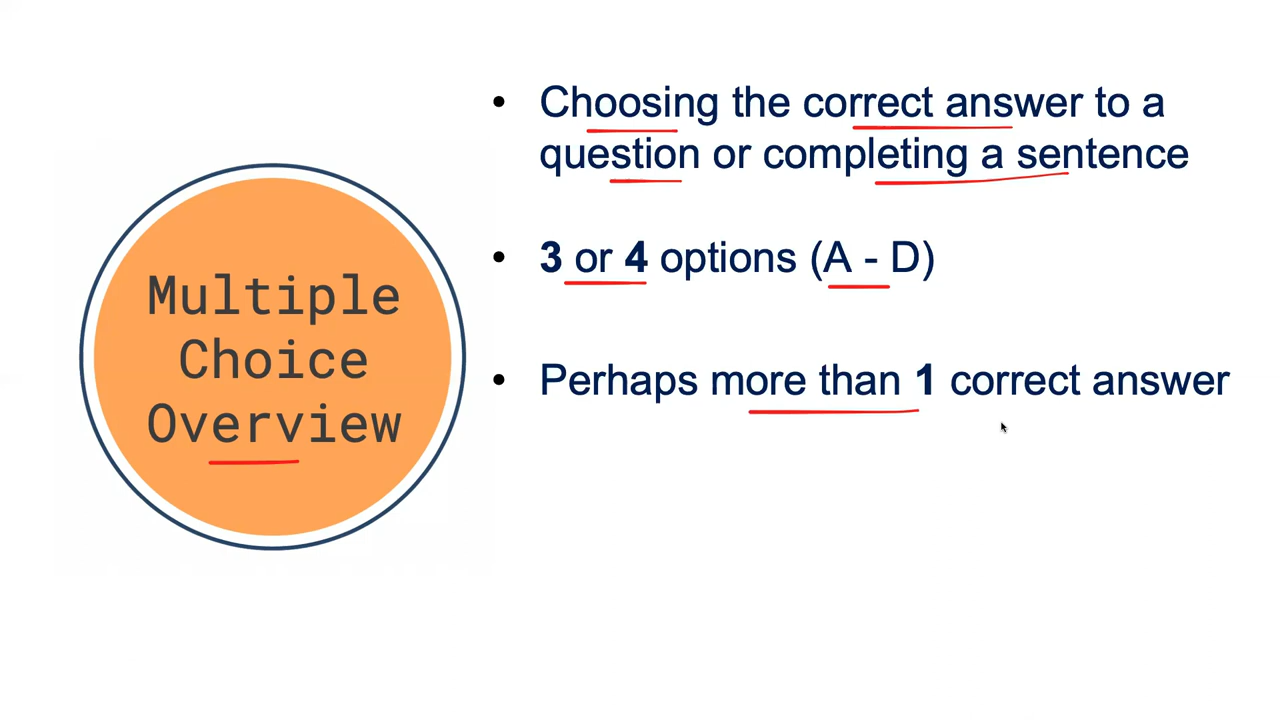 Multiple
Choice
Overview
• Choosing the correct answer to a
question or completing a sentence
• 3 or 4 options (A - D)
• Perhaps more than 1 correct answer